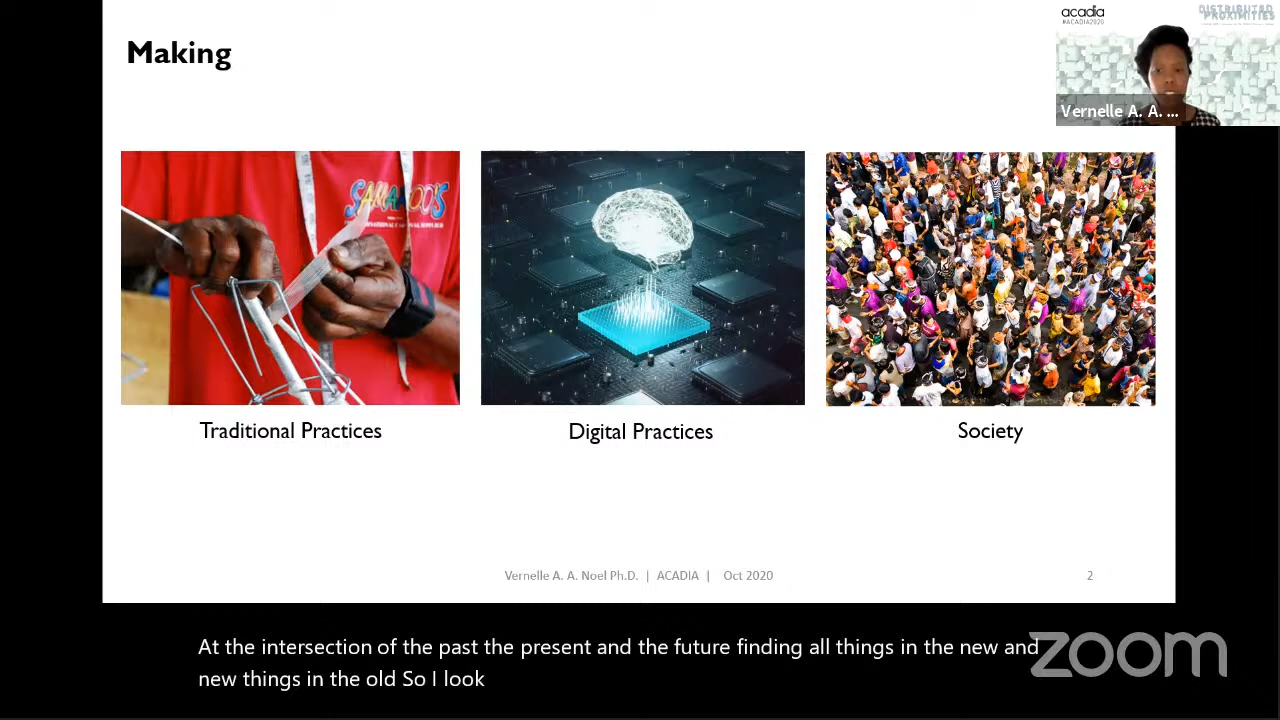 Making
acadia
#ACADIA2020
DISTRIBUTED
PROXIMITIES
Vernelle A. A. ...
Traditional Practices
Digital Practices
Society
Vernelle A. A. Noel Ph.D. | ACADIA | Oct 2020
2
At the intersection of the past the present and the future finding all things in the new and
new things in the old So I look
zoom